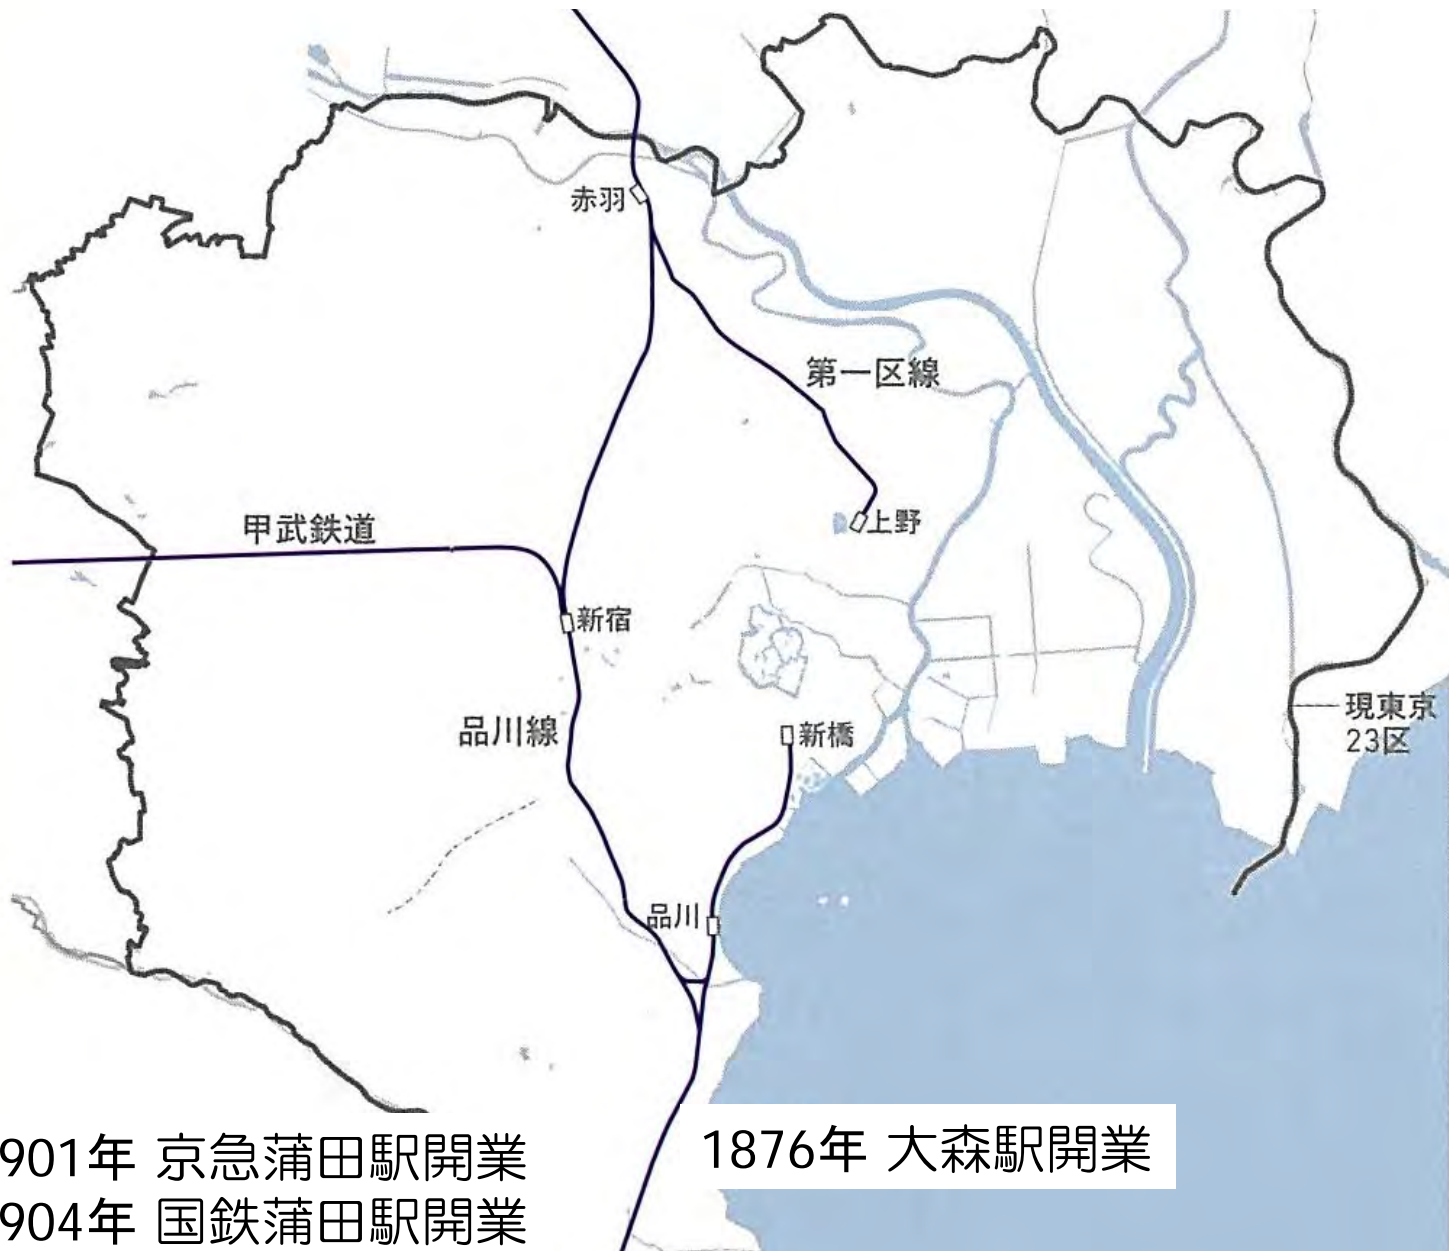 赤羽
第一区線
上野
甲武鉄道
新宿
品川線
新橋
現東京
23区
品川
1876年 大森駅開業
901年 京急蒲田駅開業
904年 国鉄蒲田駅開業